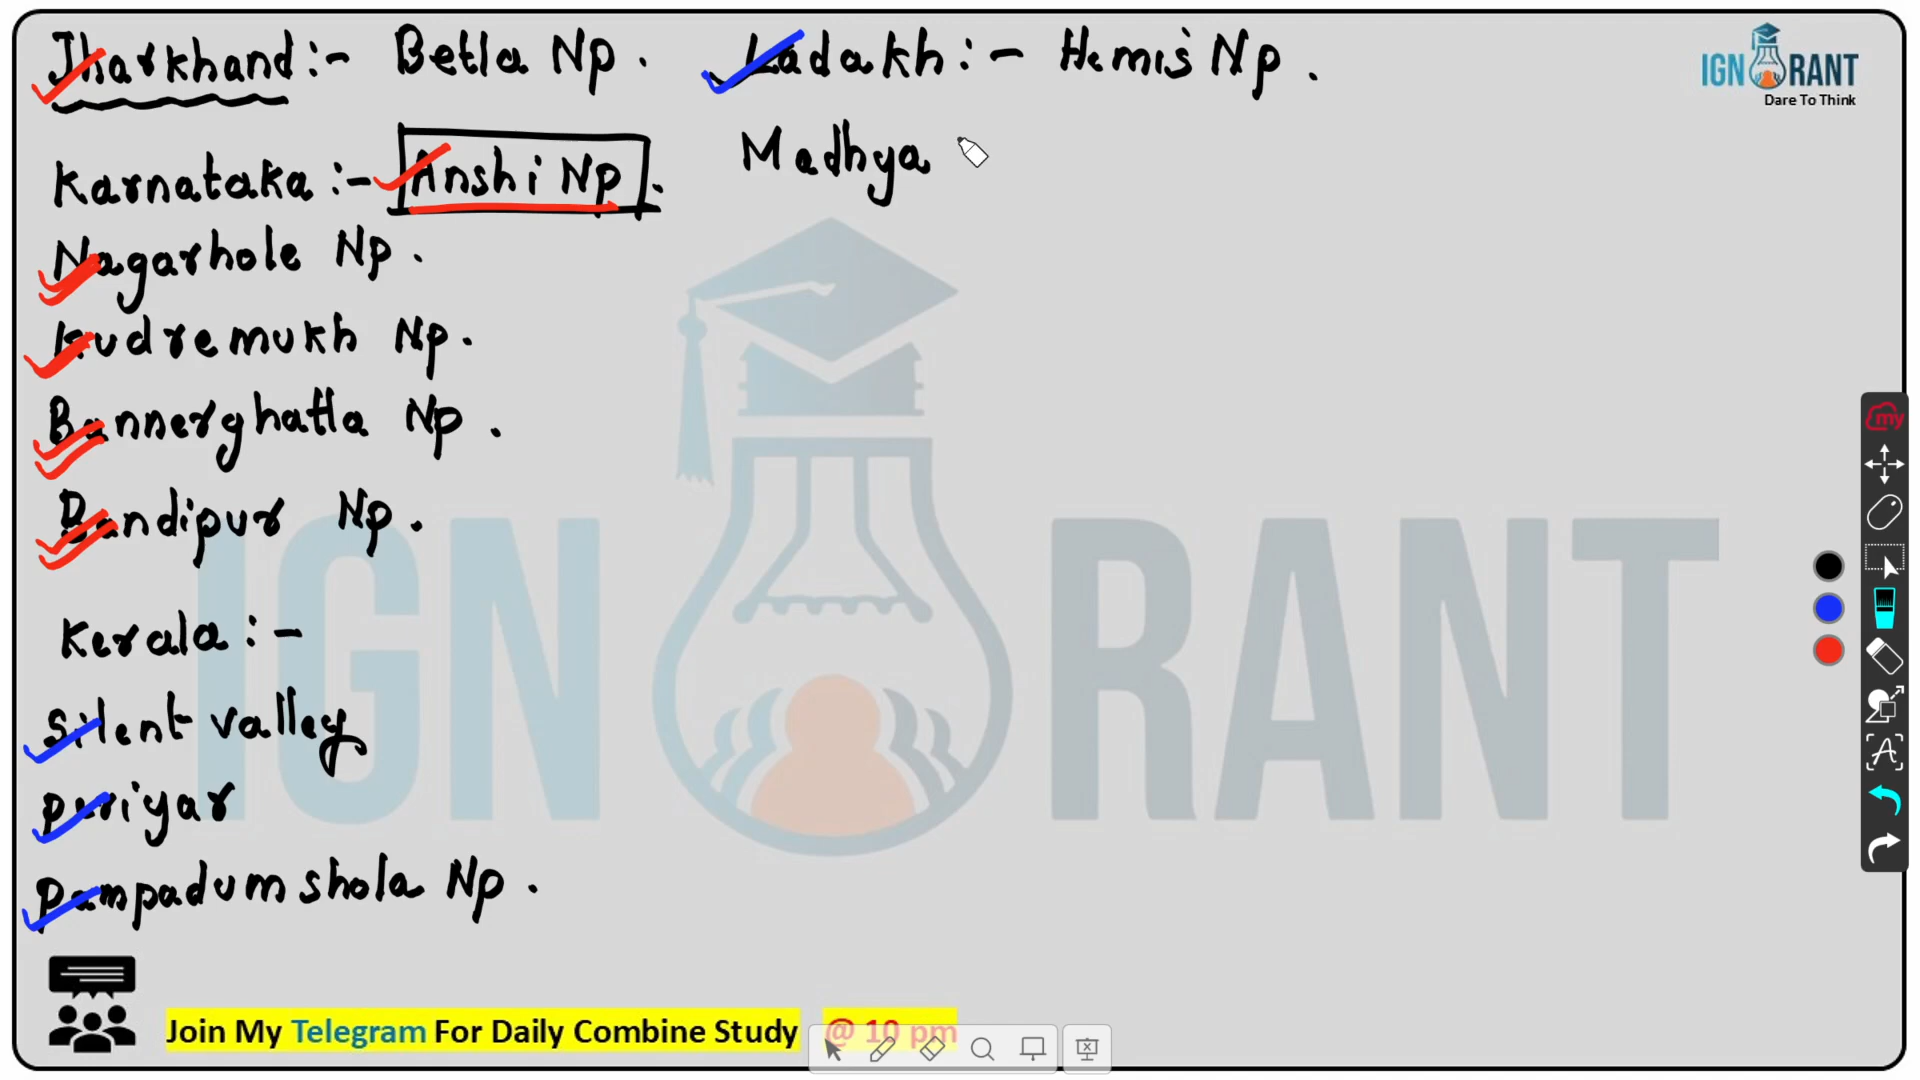 Jharkhand :- Betla Np .
Karnataka :- Anshi Np .
Nagarhole Np .
Kudremukh Np .
Bannerghatta Np .
Bandipur Np .
Kerala :-
Silent valley
periyar
Pampadum shola Np .
Ladakh :- Hemis Np .
Madhya
IGNORANT
Dare To Think
IGNORANT
my
A
Join My Telegram For Daily Combine Study @ 10 pm